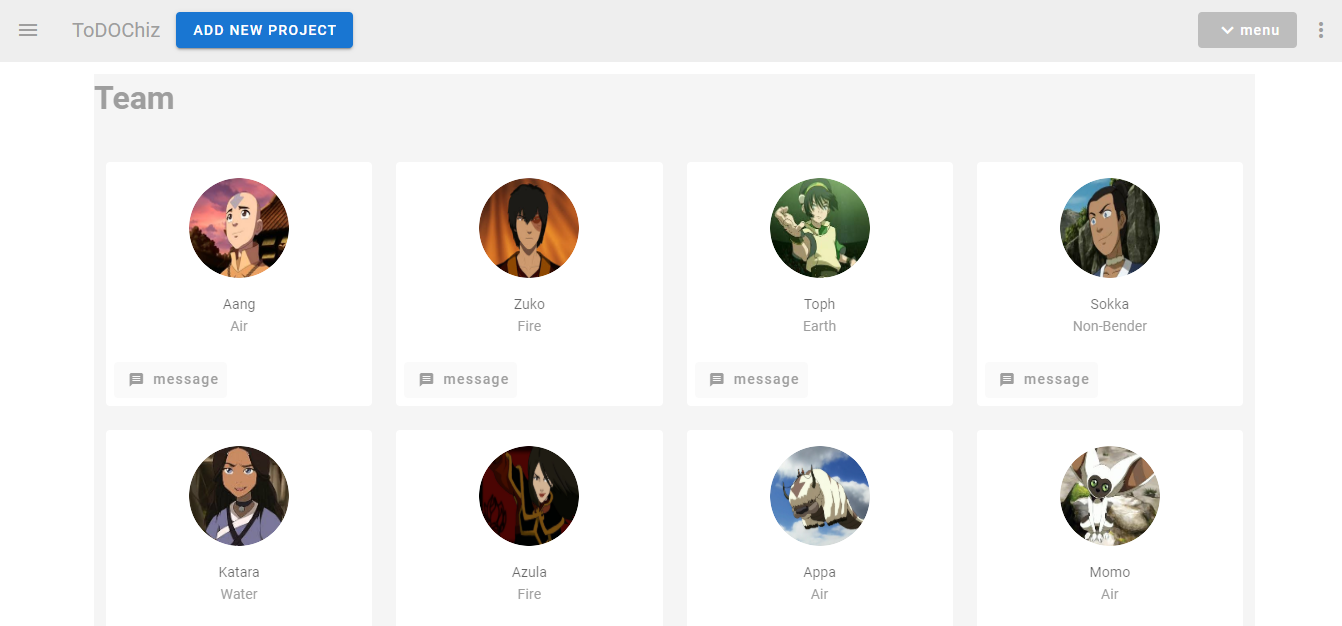 ToDOChiz ADD NEW PROJECT menu
Team
Aang Zuko Toph Sokka
Air Fire Earth Non-Bender
message message message message
Katara Azula Appa Momo
Water Fire Air Air